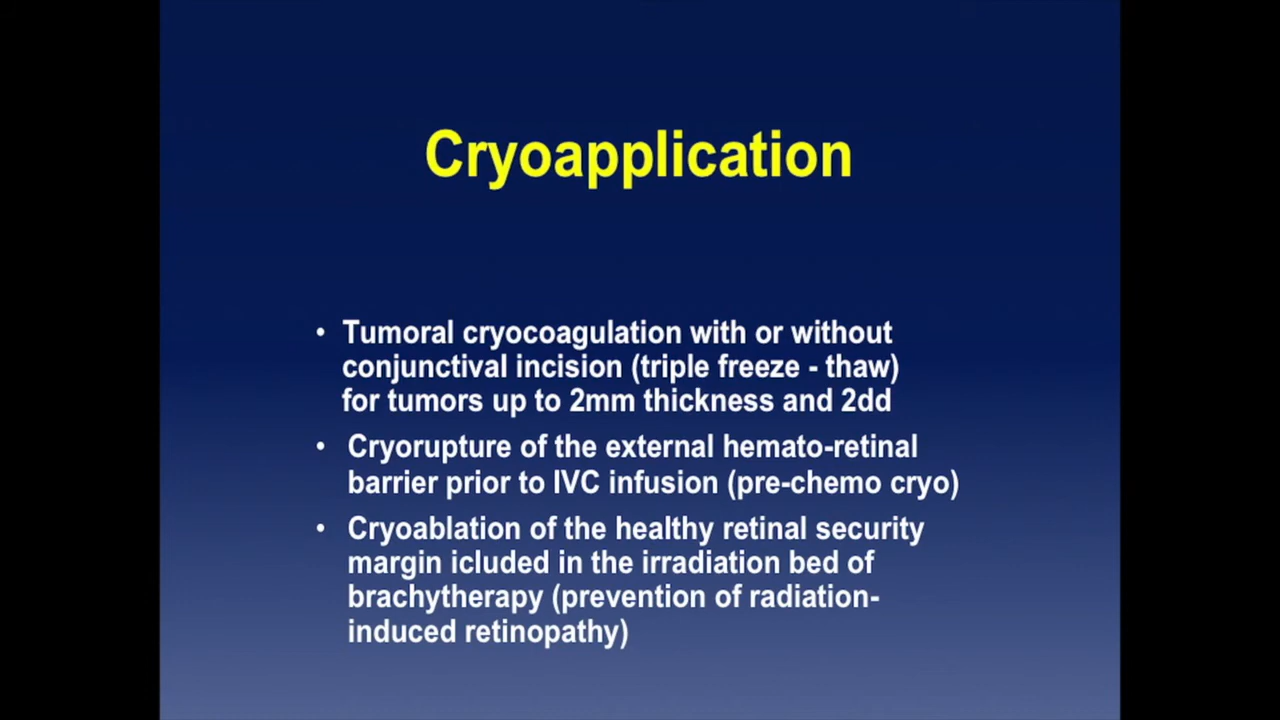 Cryoapplication
• Tumoral cryocoagulation with or without
conjunctival incision (triple freeze - thaw)
for tumors up to 2mm thickness and 2dd
• Cryorupture of the external hemato-retinal
barrier prior to IVC infusion (pre-chemo cryo)
• Cryoablation of the healthy retinal security
margin icluded in the irradiation bed of
brachytherapy (prevention of radiation-
induced retinopathy)